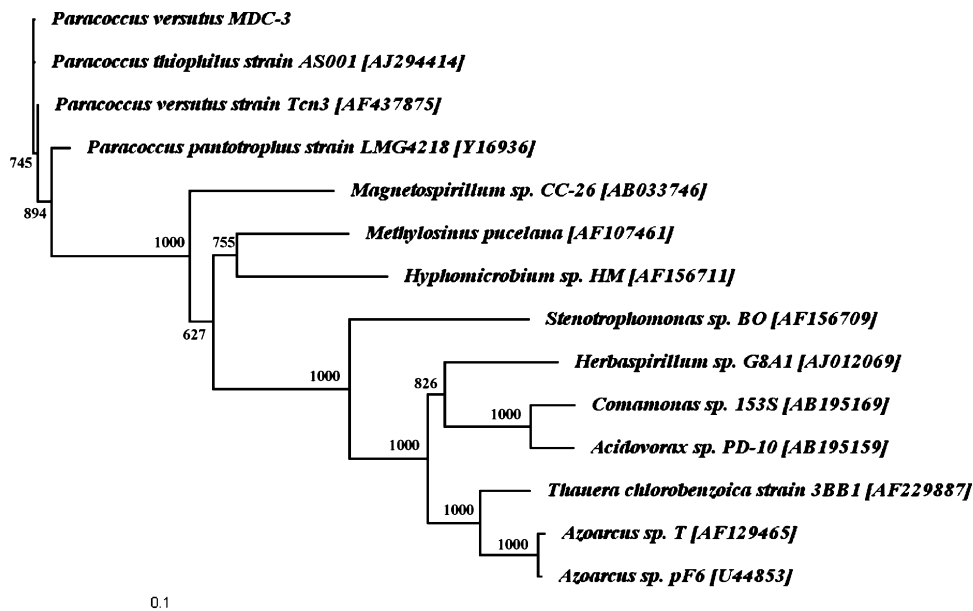 Paracoccus versutus MDC-3
Paracoccus thiophilus strain AS001 [AJ294414]
Paracoccus versutus strain Tcn3 [AF437875]
Paracoccus pantotrophus strain LMG4218 [Y16936]
745
Magnetospirillum sp. CC-26 [AB033746]
894
Methylosinus pucelana [AF107461]
1000
755
Hyphomicrobium sp. HM [AF156711]
Stenotrophomonas sp. BO [AF156709]
627
Herbaspirillum sp. G8A1 [AJ012069]
1000
826
Comamonas sp. 153S [AB195169]
1000
Acidovorax sp. PD-10 [AB195159]
1000
Thauera chlorobenzoica strain 3BB1 [AF229887]
1000
Azoarcus sp. T [AF129465]
1000
Azoarcus sp. pF6 [U44853]
0.1